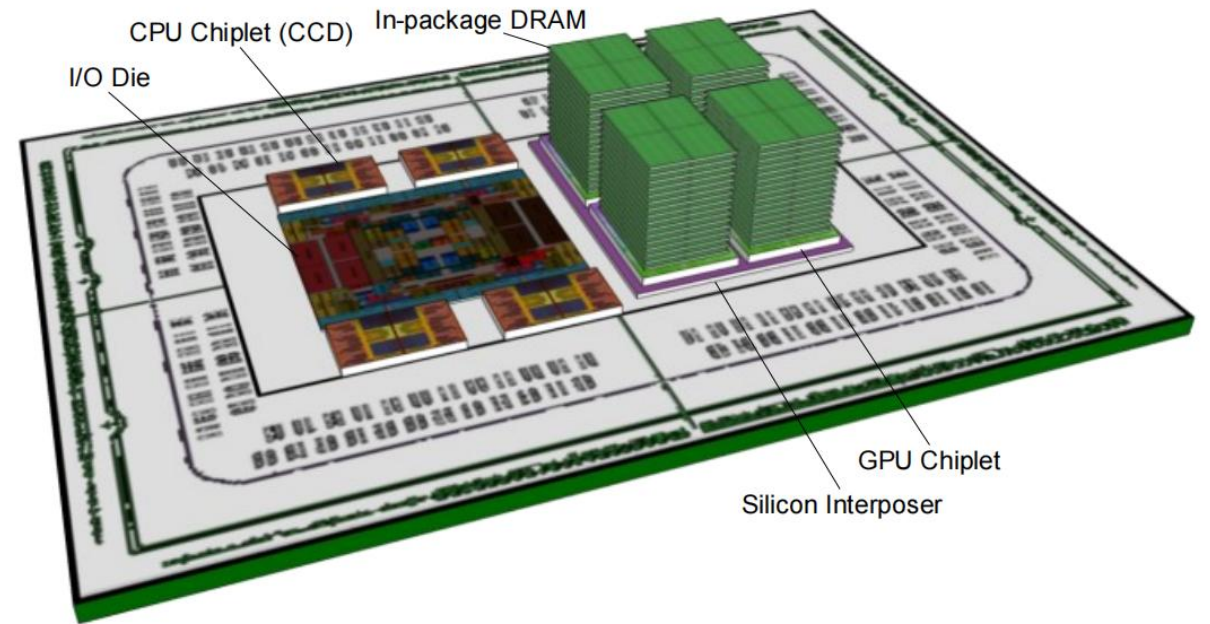 In-package DRAM
CPU Chiplet (CCD)
I/O Die
GPU Chiplet
Silicon Interposer